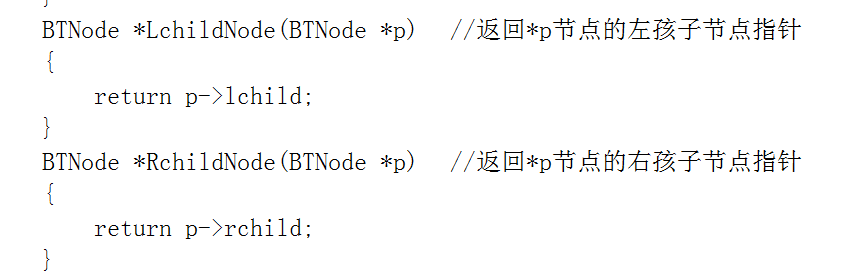 }
BTNode *LchildNode(BTNode *p)  //返回*p节点的左孩子节点指针
{
    return p->lchild;
}
BTNode *RchildNode(BTNode *p)  //返回*p节点的右孩子节点指针
{
    return p->rchild;
}